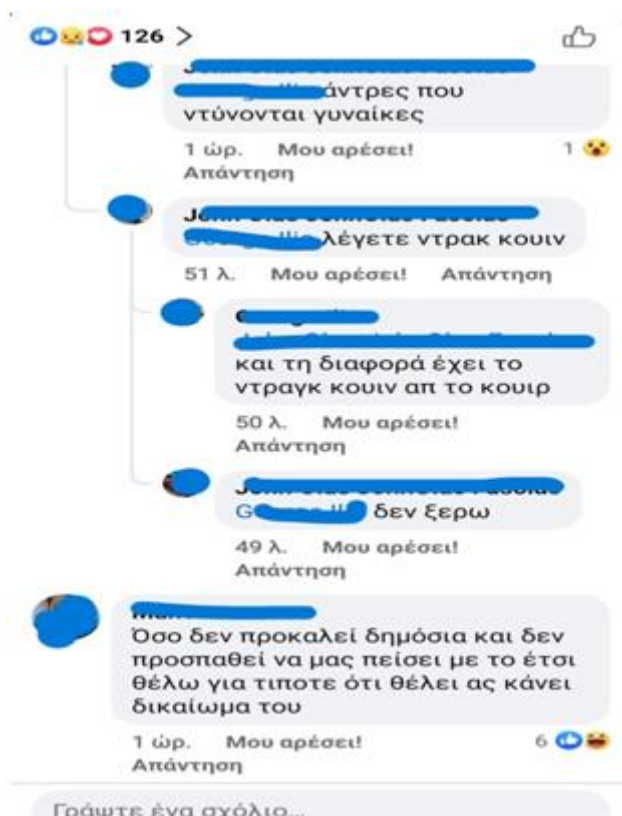 126 >
άντρες που
ντύνονται γυναίκες
1 ώρ. Μου αρέσει! 1
Απάντηση
λέγετε ντρακ κουιν
51 λ. Μου αρέσει! Απάντηση
και τη διαφορά έχει το
ντραγκ κουιν απ το κουιρ
50 λ. Μου αρέσει!
Απάντηση
δεν ξερω
49 λ. Μου αρέσει!
Απάντηση
Όσο δεν προκαλεί δημόσια και δεν
προσπαθεί να μας πείσει με το έτσι
θέλω για τιποτε ότι θέλει ας κάνει
δικαίωμα του
1 ώρ. Μου αρέσει! 6
Απάντηση
Γράψτε ένα σχόλιο...